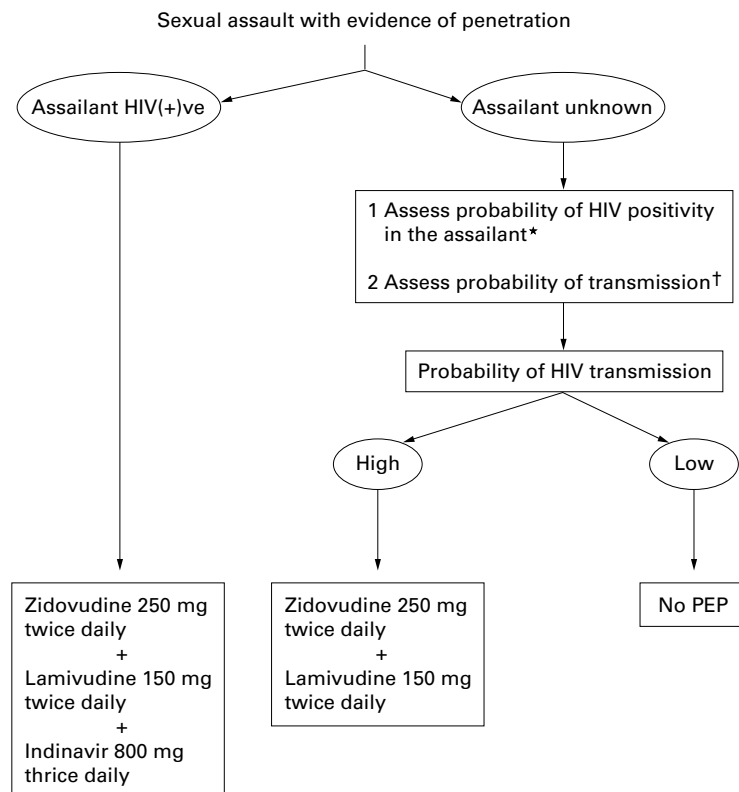 Sexual assault with evidence of penetration
Assailant HIV(+)ve
Assailant unknown
1 Assess probability of HIV positivity
in the assailant*
2 Assess probability of transmission†
Probability of HIV transmission
High
Low
Zidovudine 250 mg
twice daily
+
Lamivudine 150 mg
twice daily
+
Indinavir 800 mg
thrice daily
Zidovudine 250 mg
twice daily
+
Lamivudine 150 mg
twice daily
No PEP